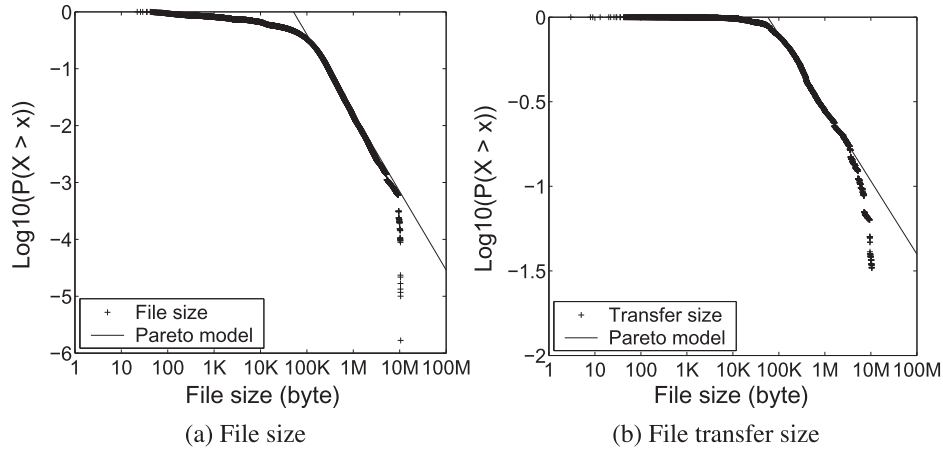 0
−1
−2
−3
−4
−5
−6
Log10(P(X > x))
File size
Pareto model
1 10 100 1K 10K 100K 1M 10M 100M
File size (byte)
(a) File size
0
−0.5
−1
−1.5
−2
Log10(P(X > x))
Transfer size
Pareto model
1 10 100 1K 10K 100K 1M 10M 100M
File size (byte)
(b) File transfer size